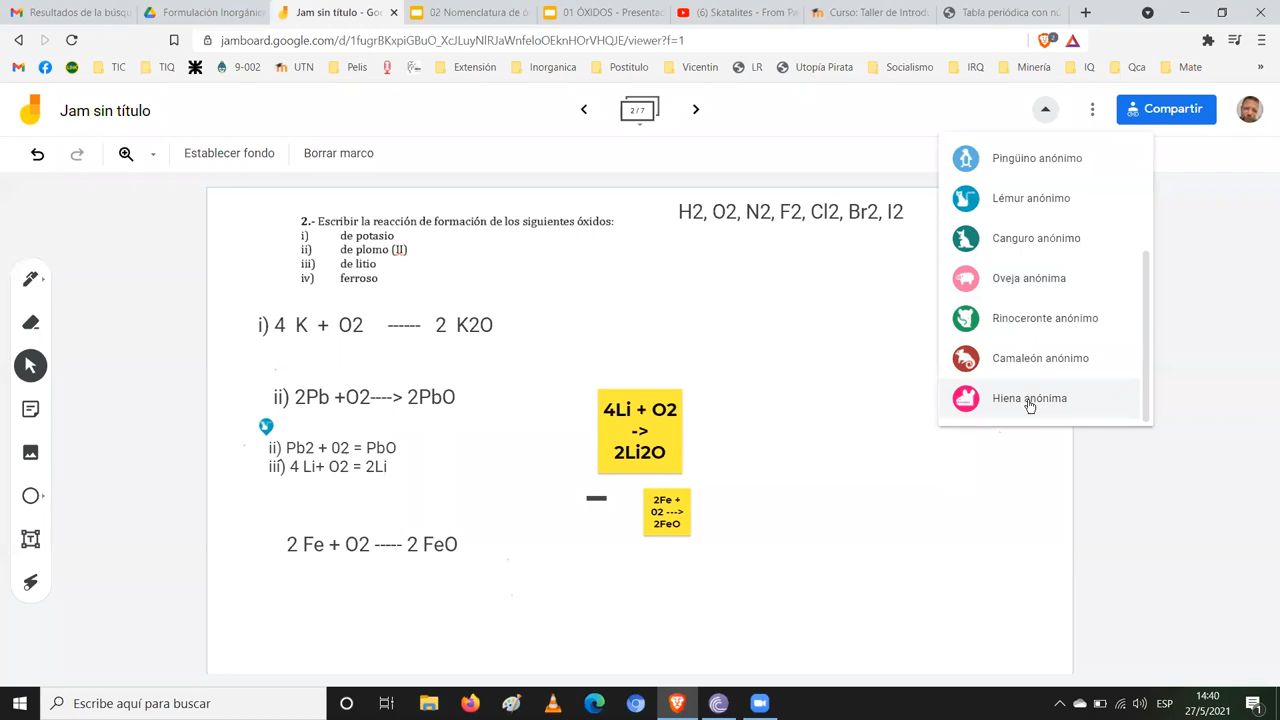 Resultados de la búsqu
Formulación Inorgánic
Jam sin título - Goo
02 Nomenclatura de ó
01 ÓXIDOS - Presentac
(6) Skatalites - From Pa
Curso: Taller de Introdu
Tabla periódica con nú
jamboard.google.com/d/1fugrBKxpiGBuO_XcJLuyNlRJaWnfeIoOEknHOrVHQJE/viewer?f=1
2
TIC
TIQ
9-002
UTN
Pelis
Extensión
Inorganica
Postitulo
Vicentin
LR
Utopía Pirata
Socialismo
IRQ
Minería
IQ
Qca
Mate
»
Jam sin título
2/7
Compartir
Establecer fondo
Borrar marco
Pingüino anónimo
Lémur anónimo
Canguro anónimo
Oveja anónima
Rinoceronte anónimo
Camaleón anónimo
Hiena anónima
2.- Escribir la reacción de formación de los siguientes óxidos:
i) de potasio
ii) de plomo (II)
iii) de litio
iv) ferroso
H2, O2, N2, F2, Cl2, Br2, I2
i) 4 K + O2 ------ 2 K2O
ii) 2Pb +O2----> 2PbO
ii) Pb2 + 02 = PbO
iii) 4 Li+ O2 = 2Li
4Li + O2
->
2Li2O
2Fe +
O2 --->
2FeO
2 Fe + O2 ----- 2 FeO
Escribe aquí para buscar
ESP
14:40
27/5/2021
1